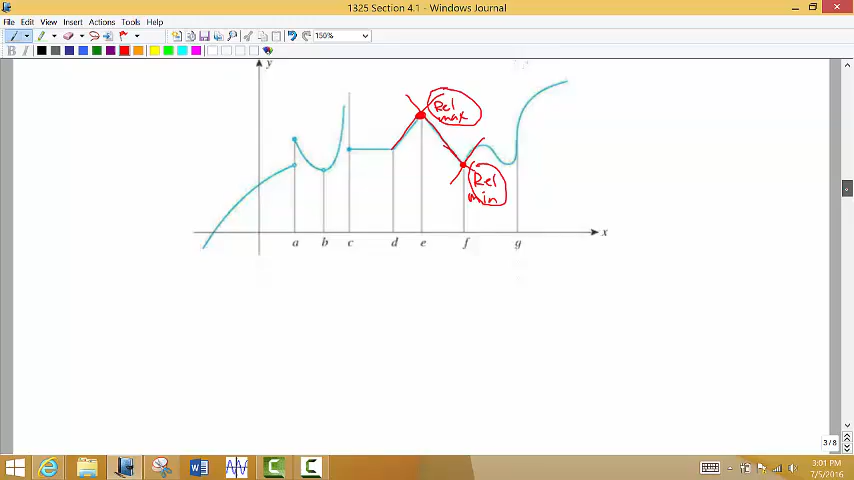 1325 Section 4.1 - Windows Journal
File Edit View Insert Actions Tools Help
B I 150%
y
Rel
max
Rel
min
a b c d e f g
x
3/8
3:01 PM
7/5/2016